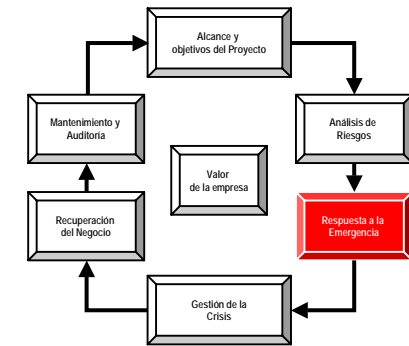 Alcance y
objetivos del Proyecto
Mantenimiento y
Auditoría
Análisis de
Riesgos
Valor
de la empresa
Recuperación
del Negocio
Respuesta a la
Emergencia
Gestión de la
Crisis